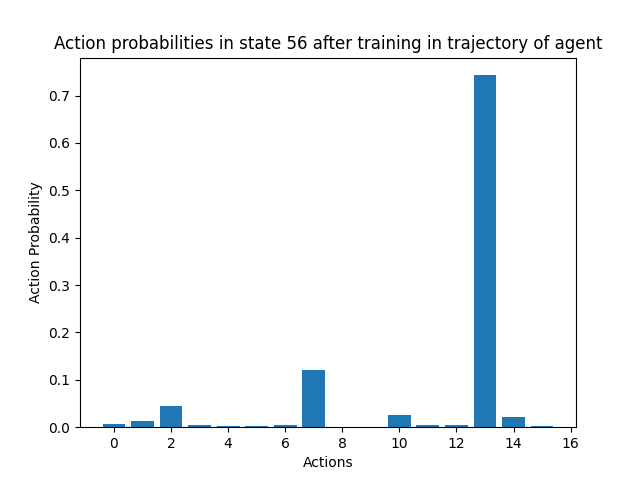 Action probabilities in state 56 after training in trajectory of agent
0.7
0.6
0.5
0.4
0.3
0.2
0.1
0.0
Action Probability
0 2 4 6 8 10 12 14 16
Actions